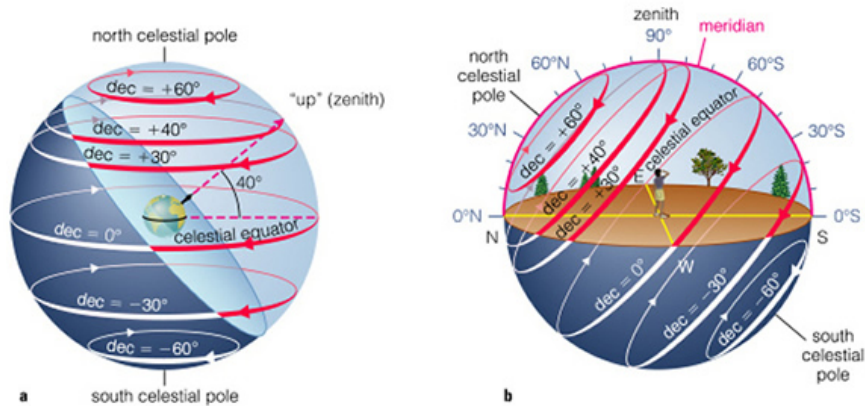 north celestial pole
"up" (zenith)
dec = +60°
dec = +40°
dec = +30°
40°
dec = 0°
celestial equator
dec = −30°
dec = −60°
a
south celestial pole
zenith
90°
meridian
north
celestial
pole
60°N
60°S
30°N
30°S
dec = +60°
dec = +40°
dec = +30°
E
celestial equator
0°N
0°S
N
S
W
dec = 0°
dec = −30°
dec = −60°
south
celestial
pole
b